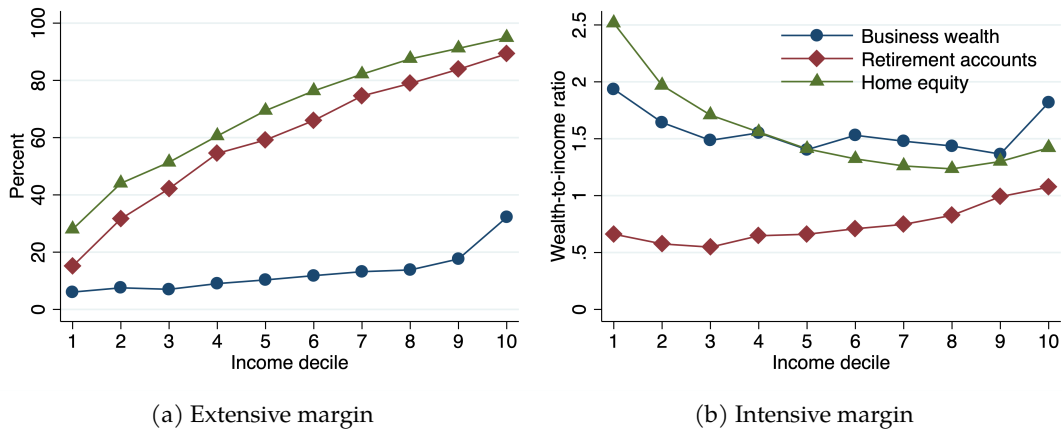 Percent
0 20 40 60 80 100
1 2 3 4 5 6 7 8 9 10
Income decile
(a) Extensive margin
Wealth-to-income ratio
0 .5 1 1.5 2 2.5
Business wealth
Retirement accounts
Home equity
1 2 3 4 5 6 7 8 9 10
Income decile
(b) Intensive margin